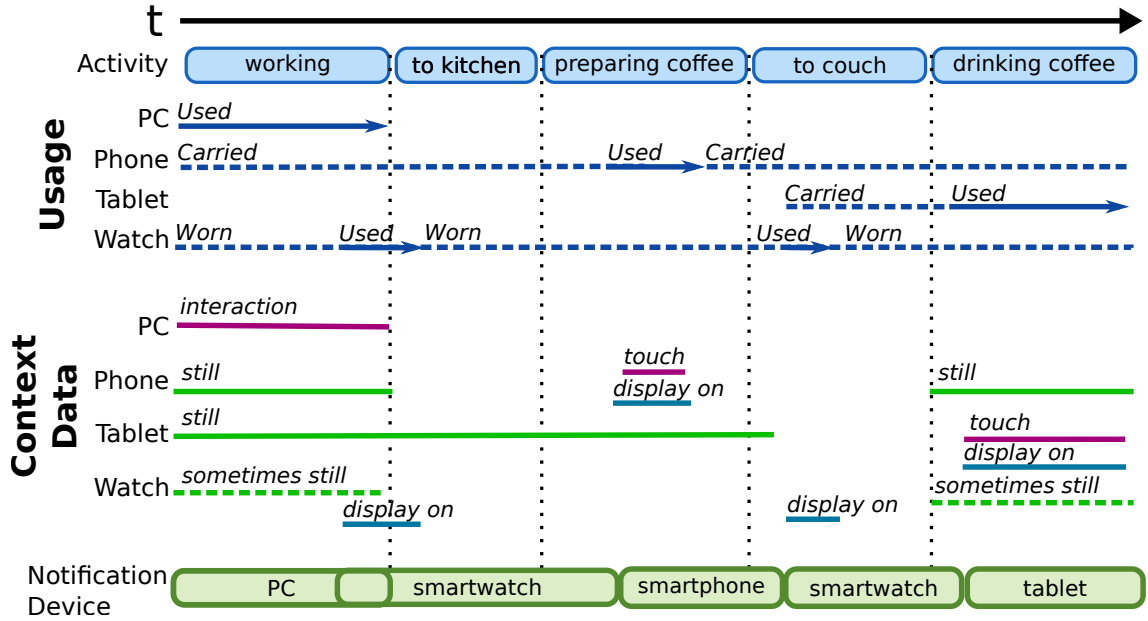 t
Activity working to kitchen preparing coffee to couch drinking coffee
Usage
PC Used
Phone Carried Used Carried
Tablet Carried Used
Watch Worn Used Worn Used Worn
Context
Data
PC interaction
touch
Phone still display on still
Tablet still touch
display on
Watch sometimes still sometimes still
display on display on
Notification
Device
PC smartwatch smartphone smartwatch tablet